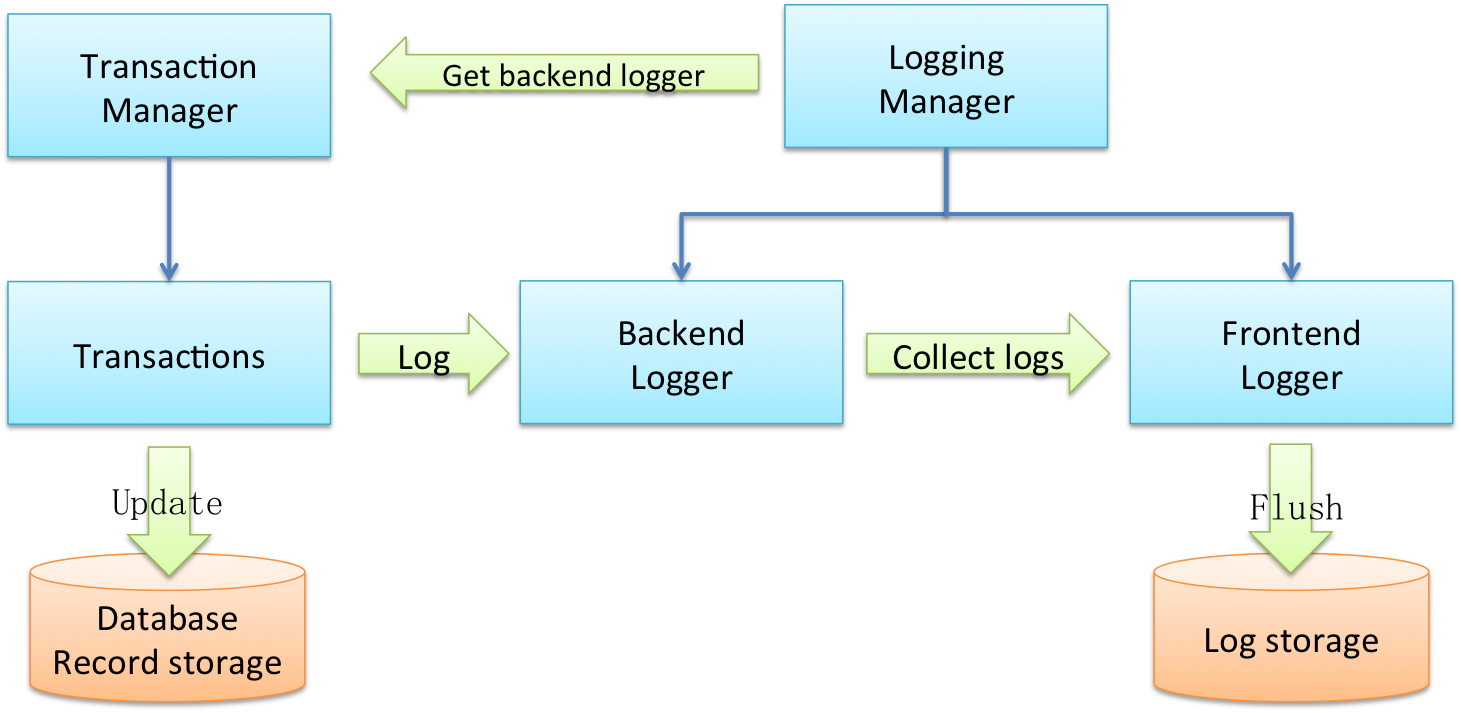 Transaction
Manager
Get backend logger
Logging
Manager
Transactions
Log
Backend
Logger
Collect logs
Frontend
Logger
Update
Flush
Database
Record storage
Log storage